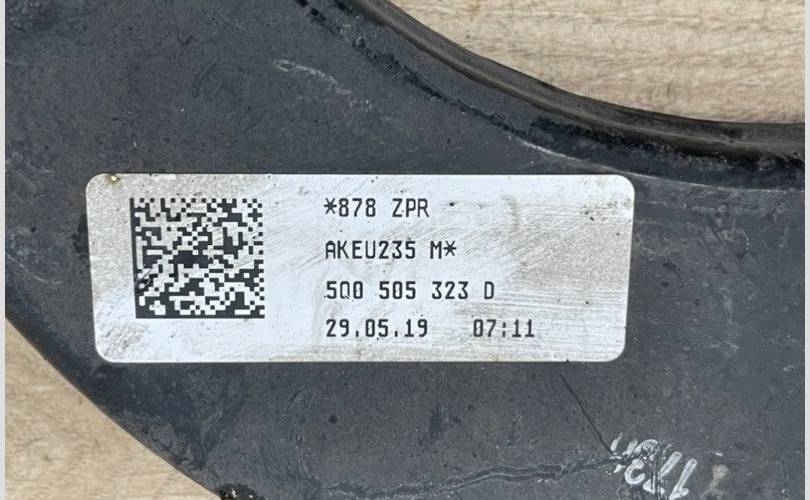 *878 ZPR
AKEU235 M*
5Q0 505 323 D
29.05.19 07:11